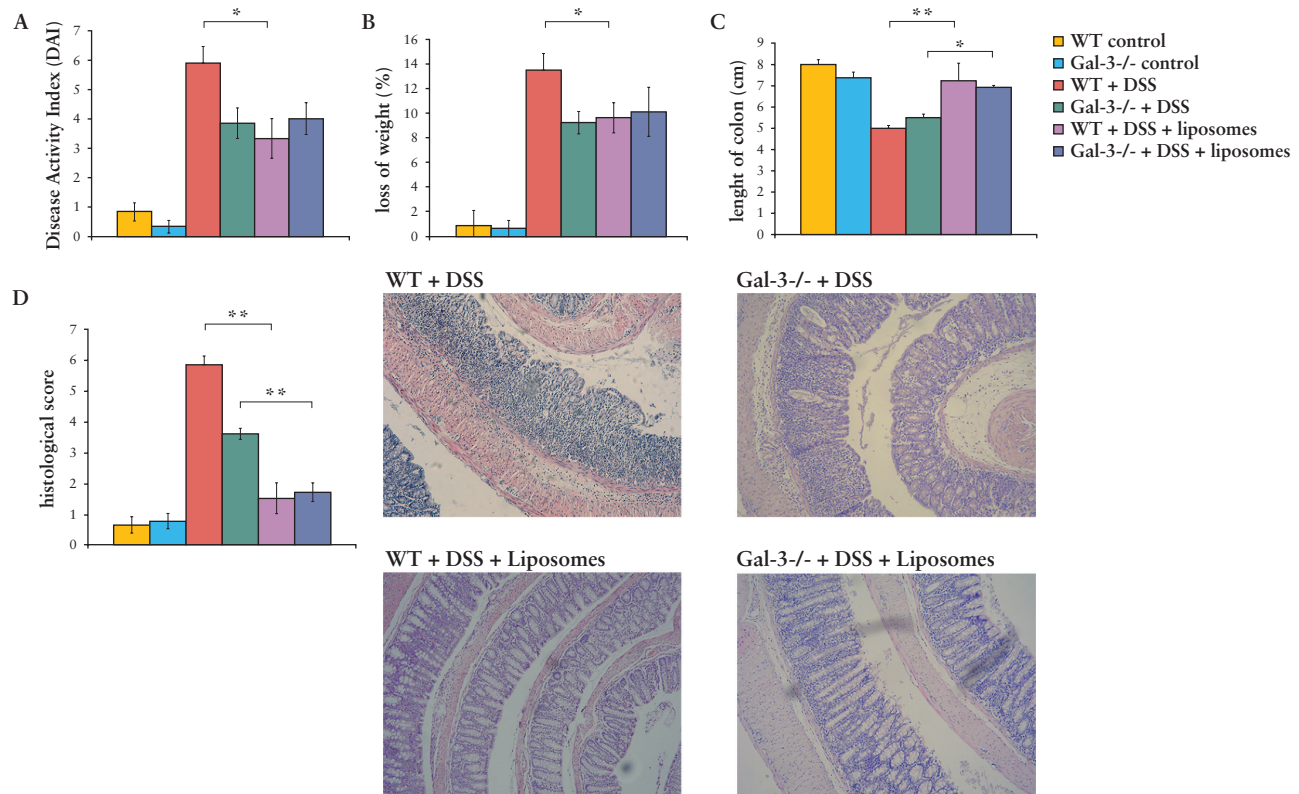 A
Disease Activity Index (DAI)
7
6
5
4
3
2
1
0
*
B
loss of weight (%)
16
14
12
10
8
6
4
2
0
*
C
lenght of colon (cm)
9
8
7
6
5
4
3
2
1
0
**
*
WT control
Gal-3-/- control
WT + DSS
Gal-3-/- + DSS
WT + DSS + liposomes
Gal-3-/- + DSS + liposomes
D
histological score
7
6
5
4
3
2
1
0
**
**
WT + DSS
Gal-3-/- + DSS
WT + DSS + Liposomes
Gal-3-/- + DSS + Liposomes